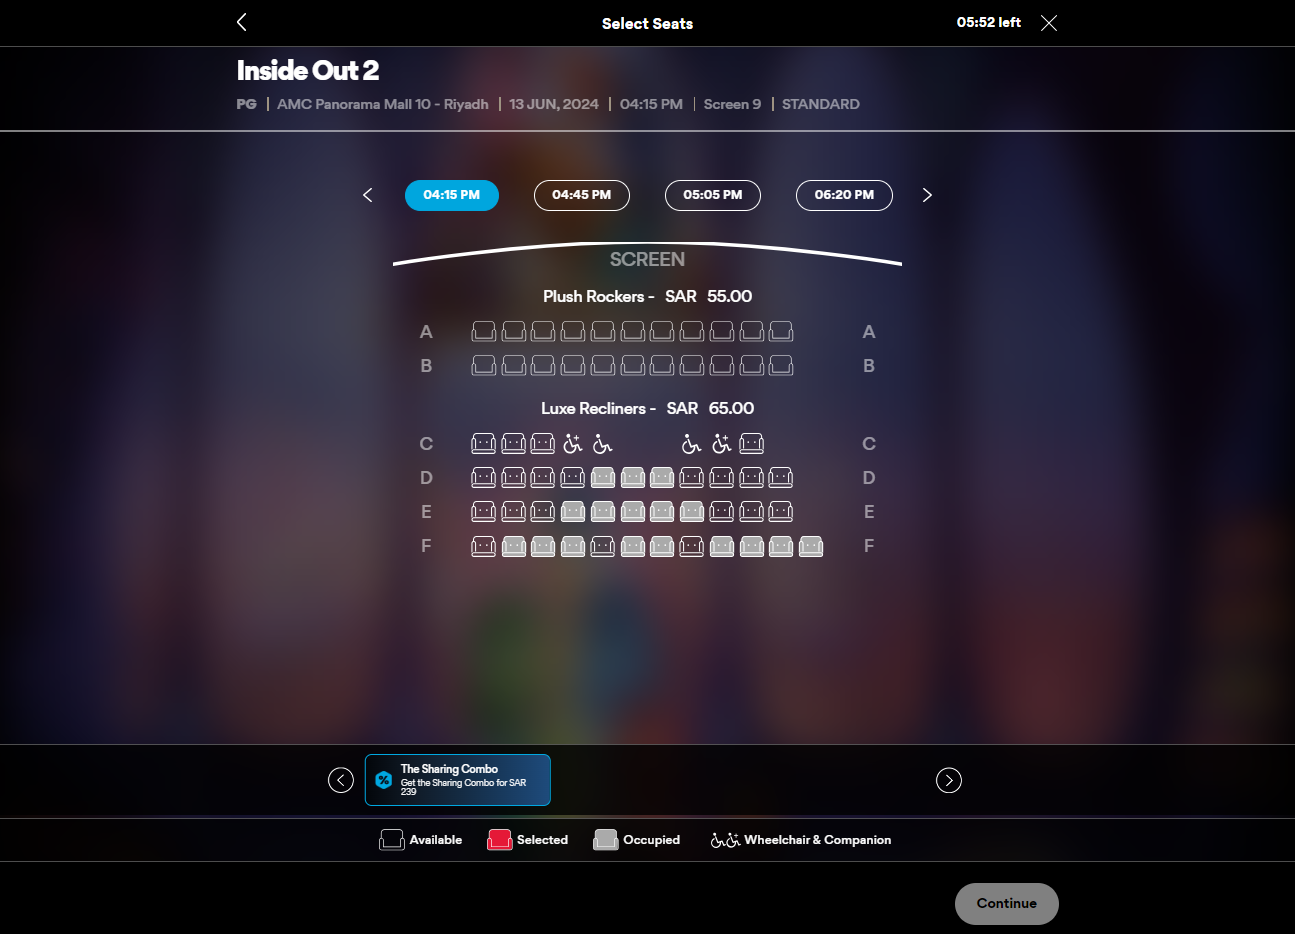 Select Seats
05:52 left
Inside Out 2
PG | AMC Panorama Mall 10 - Riyadh | 13 JUN, 2024 | 04:15 PM | Screen 9 | STANDARD
04:15 PM
04:45 PM
05:05 PM
06:20 PM
SCREEN
Plush Rockers - SAR 55.00
A A
B B
Luxe Recliners - SAR 65.00
C C
D D
E E
F F
The Sharing Combo
Get the Sharing Combo for SAR
239
Available
Selected
Occupied
Wheelchair & Companion
Continue